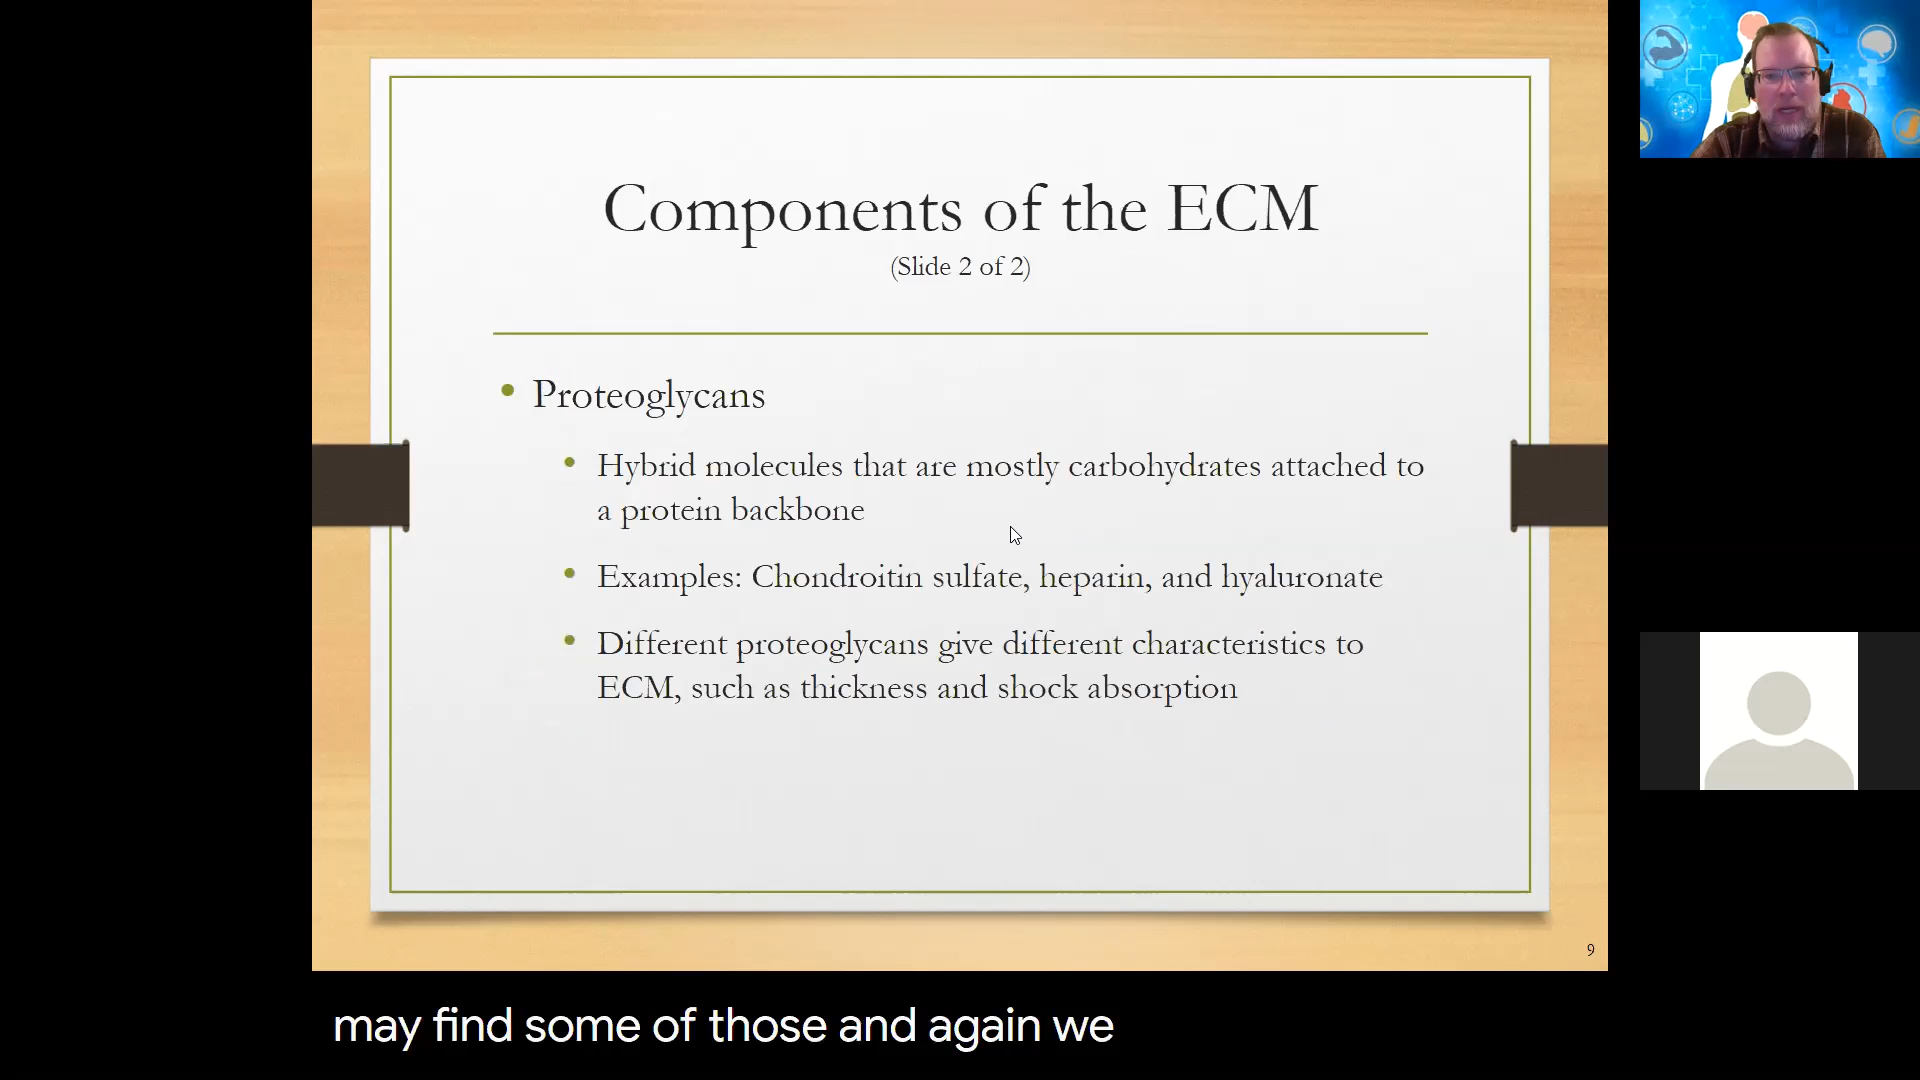 Components of the ECM
(Slide 2 of 2)
• Proteoglycans
• Hybrid molecules that are mostly carbohydrates attached to
a protein backbone
• Examples: Chondroitin sulfate, heparin, and hyaluronate
• Different proteoglycans give different characteristics to
ECM, such as thickness and shock absorption
9
may find some of those and again we